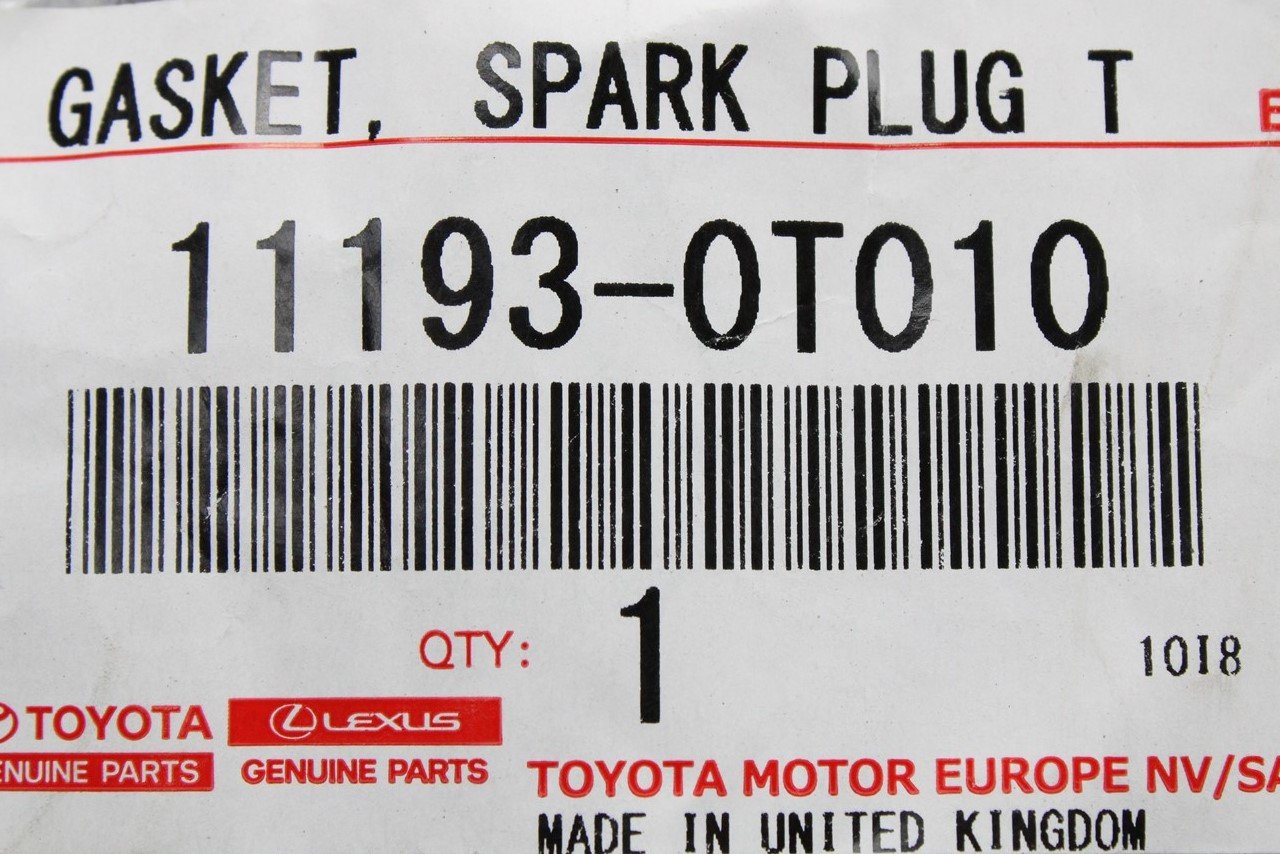 GASKET, SPARK PLUG T
11193-0T010
QTY: 1
10I8
TOYOTA
GENUINE PARTS
LEXUS
GENUINE PARTS
TOYOTA MOTOR EUROPE NV/SA
MADE IN UNITED KINGDOM